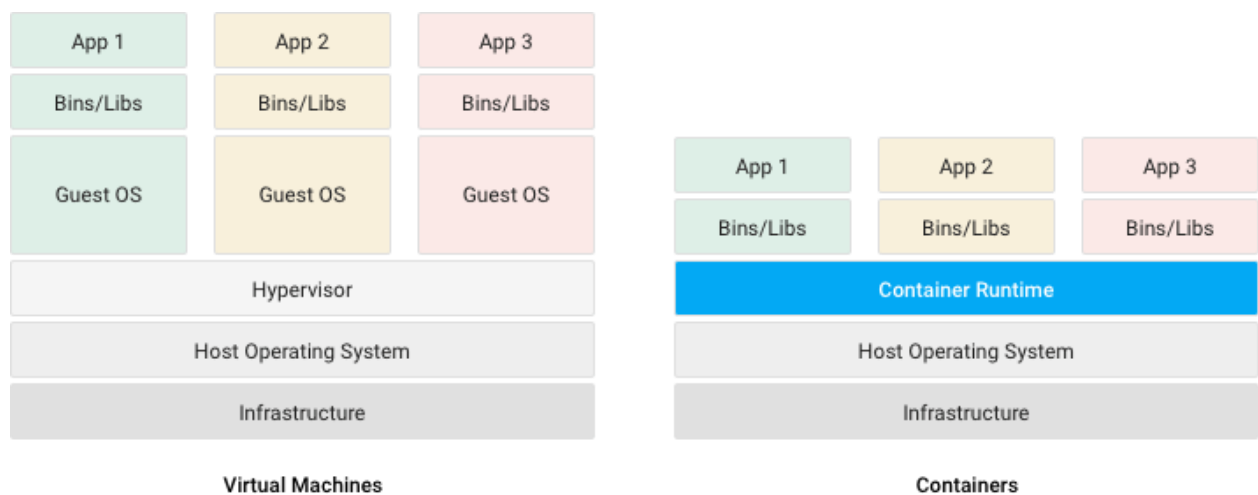 App 1
App 2
App 3
Bins/Libs
Bins/Libs
Bins/Libs
Guest OS
Guest OS
Guest OS
Hypervisor
Host Operating System
Infrastructure
Virtual Machines
App 1
App 2
App 3
Bins/Libs
Bins/Libs
Bins/Libs
Container Runtime
Host Operating System
Infrastructure
Containers